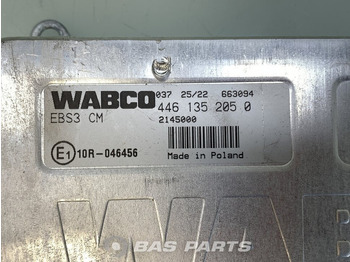 037 25/22 663094
WABCO 446 135 205 0
EBS3 CM 2145000
E1 10R-046456 Made in Poland
WAB
BAS PARTS